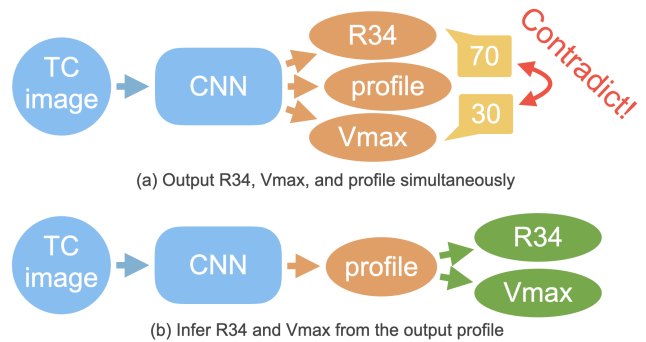 TC
image
CNN
R34
profile
Vmax
70
30
Contradict!
(a) Output R34, Vmax, and profile simultaneously
TC
image
CNN
profile
R34
Vmax
(b) Infer R34 and Vmax from the output profile